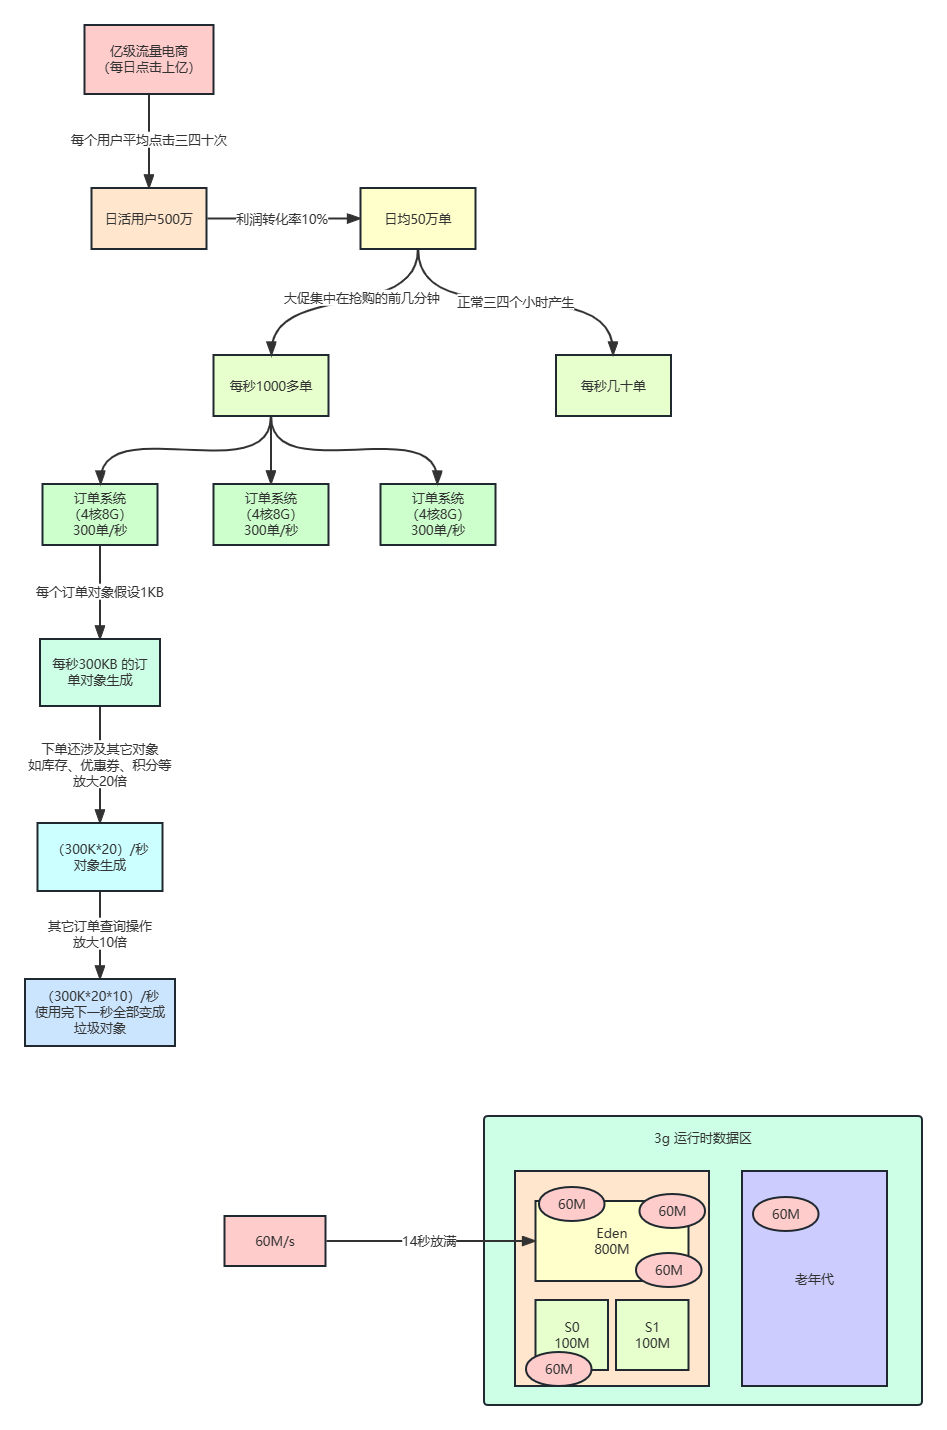 亿级流量电商
（每日点击上亿）
每个用户平均点击三四十次
日活用户500万
利润转化率10%
日均50万单
大促集中在抢购的前几分钟
正常三四个小时产生
每秒1000多单
每秒几十单
订单系统
（4核8G）
300单/秒
订单系统
（4核8G）
300单/秒
订单系统
（4核8G）
300单/秒
每个订单对象假设1KB
每秒300KB 的订
单对象生成
下单还涉及其它对象
如库存、优惠券、积分等
放大20倍
（300K*20）/秒
对象生成
其它订单查询操作
放大10倍
（300K*20*10）/秒
使用完下一秒全部变成
垃圾对象
3g 运行时数据区
60M/s
14秒放满
60M
60M
Eden
800M
60M
S0
100M
60M
S1
100M
60M
老年代